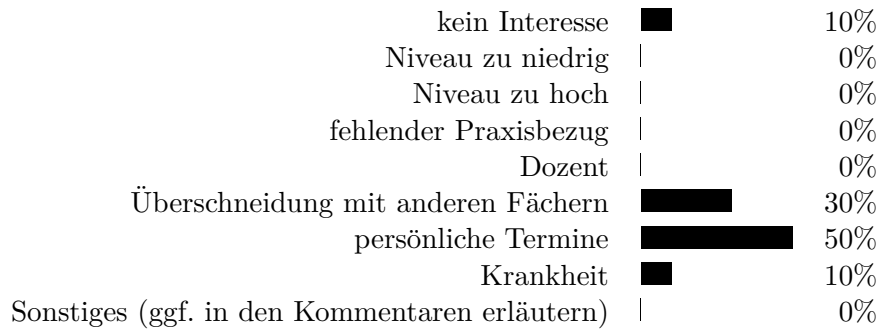 kein Interesse 10%
Niveau zu niedrig 0%
Niveau zu hoch 0%
fehlender Praxisbezug 0%
Dozent 0%
Überschneidung mit anderen Fächern 30%
persönliche Termine 50%
Krankheit 10%
Sonstiges (ggf. in den Kommentaren erläutern) 0%